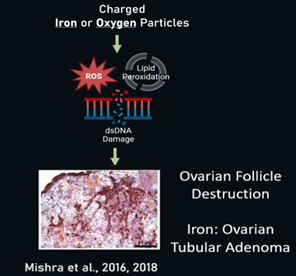 Charged
Iron or Oxygen Particles
ROS
Lipid
Peroxidation
dsDNA
Damage
Ovarian Follicle
Destruction
Iron: Ovarian
Tubular Adenoma
Mishra et al., 2016, 2018